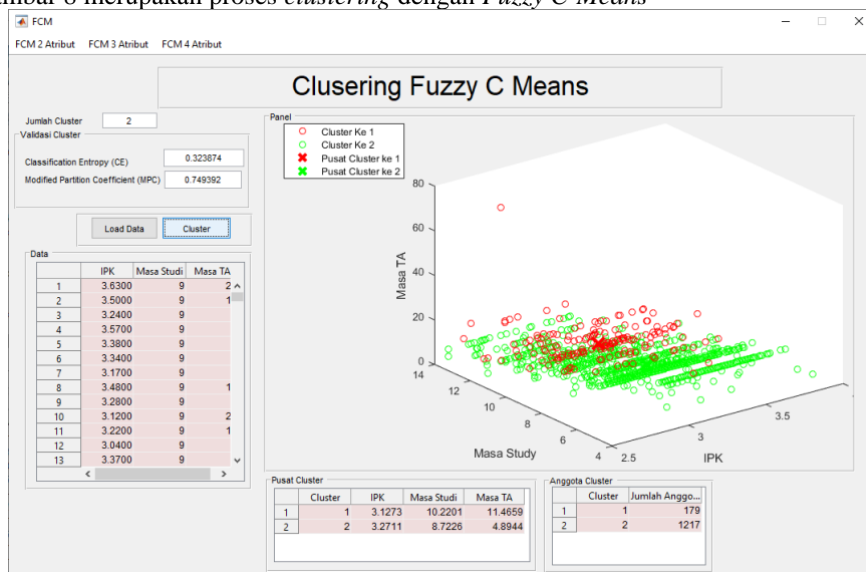 Gambar 8 merupakan proses clustering dengan Fuzzy C Means
FCM
FCM 2 Atribut FCM 3 Atribut FCM 4 Atribut
Clusering Fuzzy C Means
Jumlah Cluster 2
Validasi Cluster
Classification Entropy (CE) 0.323874
Modified Partition Coefficient (MPC) 0.749392
Load Data Cluster
Data
IPK Masa Studi Masa TA
1 3.6300 9 2
2 3.5000 9 1
3 3.2400 9
4 3.5700 9
5 3.3800 9
6 3.3400 9
7 3.1700 9
8 3.4800 9 1
9 3.2800 9
10 3.1200 9 2
11 3.2200 9 1
12 3.0400 9
13 3.3700 9
Panel
Cluster Ke 1
Cluster Ke 2
Pusat Cluster ke 1
Pusat Cluster ke 2
80
60
40
20
0
Masa TA
14
12
10
8
6
4
Masa Study
2.5
3
3.5
IPK
Pusat Cluster
Cluster IPK Masa Studi Masa TA
1 1 3.1273 10.2201 11.4659
2 2 3.2711 8.7226 4.8944
Anggota Cluster
Cluster Jumlah Anggo...
1 1 179
2 2 1217